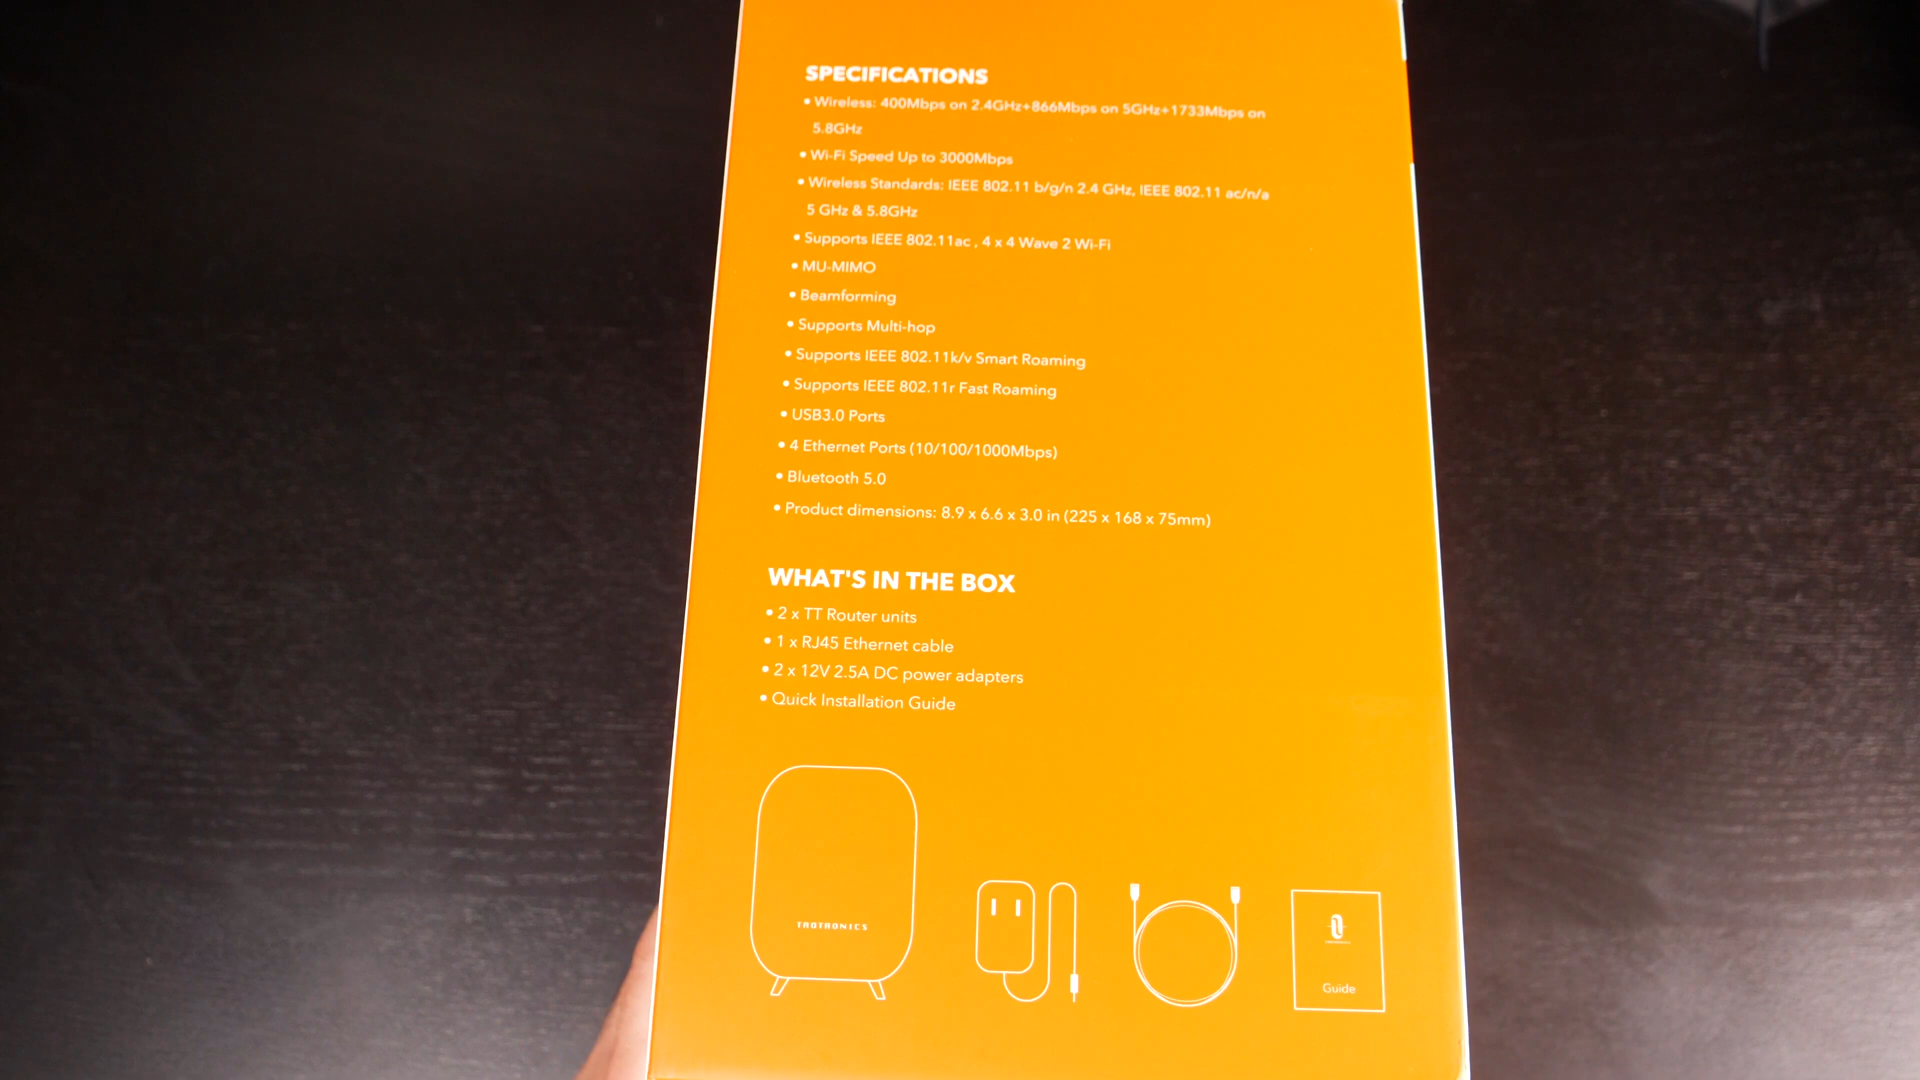 SPECIFICATIONS
• Wireless: 400Mbps on 2.4GHz+866Mbps on 5GHz+1733Mbps on
5.8GHz
• Wi-Fi Speed Up to 3000Mbps
• Wireless Standards: IEEE 802.11 b/g/n 2.4 GHz, IEEE 802.11 ac/n/a
5 GHz & 5.8GHz
• Supports IEEE 802.11ac , 4 x 4 Wave 2 Wi-Fi
• MU-MIMO
• Beamforming
• Supports Multi-hop
• Supports IEEE 802.11k/v Smart Roaming
• Supports IEEE 802.11r Fast Roaming
• USB3.0 Ports
• 4 Ethernet Ports (10/100/1000Mbps)
• Bluetooth 5.0
• Product dimensions: 8.9 x 6.6 x 3.0 in (225 x 168 x 75mm)
WHAT'S IN THE BOX
• 2 x TT Router units
• 1 x RJ45 Ethernet cable
• 2 x 12V 2.5A DC power adapters
• Quick Installation Guide
TAOTRONICS
Guide